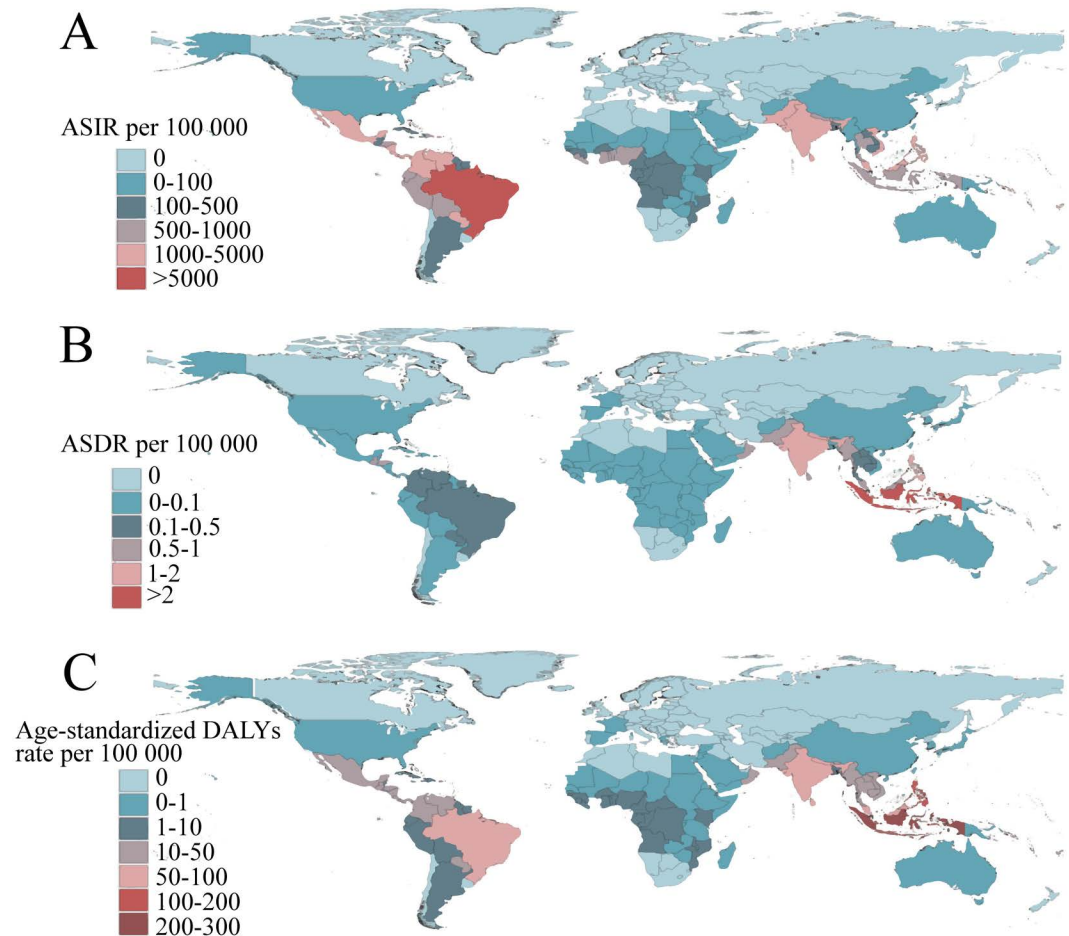 A
ASIR per 100 000
0
0-100
100-500
500-1000
1000-5000
>5000
B
ASDR per 100 000
0
0-0.1
0.1-0.5
0.5-1
1-2
>2
C
Age-standardized DALYs
rate per 100 000
0
0-1
1-10
10-50
50-100
100-200
200-300